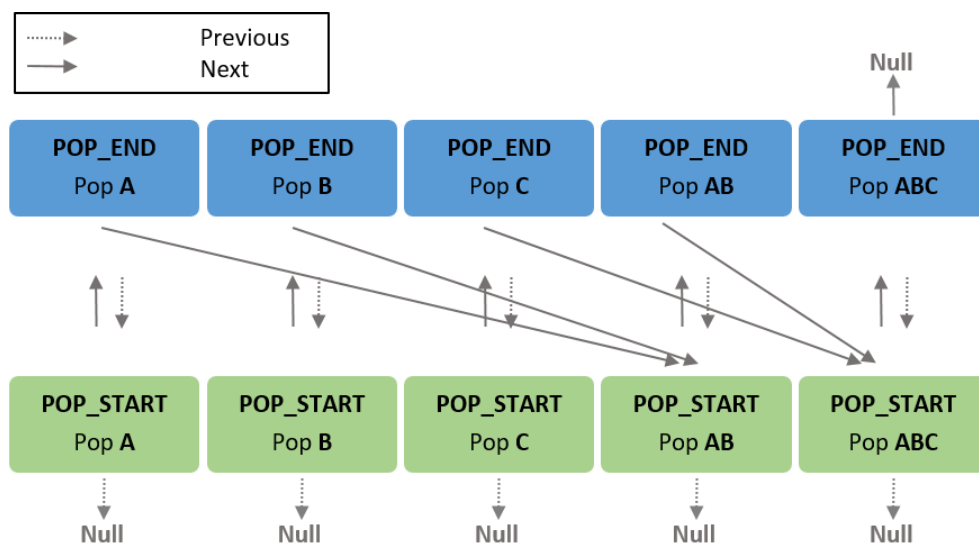 Previous
Next
Null
POP_END POP_END POP_END POP_END POP_END
Pop A Pop B Pop C Pop AB Pop ABC
POP_START POP_START POP_START POP_START POP_START
Pop A Pop B Pop C Pop AB Pop ABC
Null Null Null Null Null